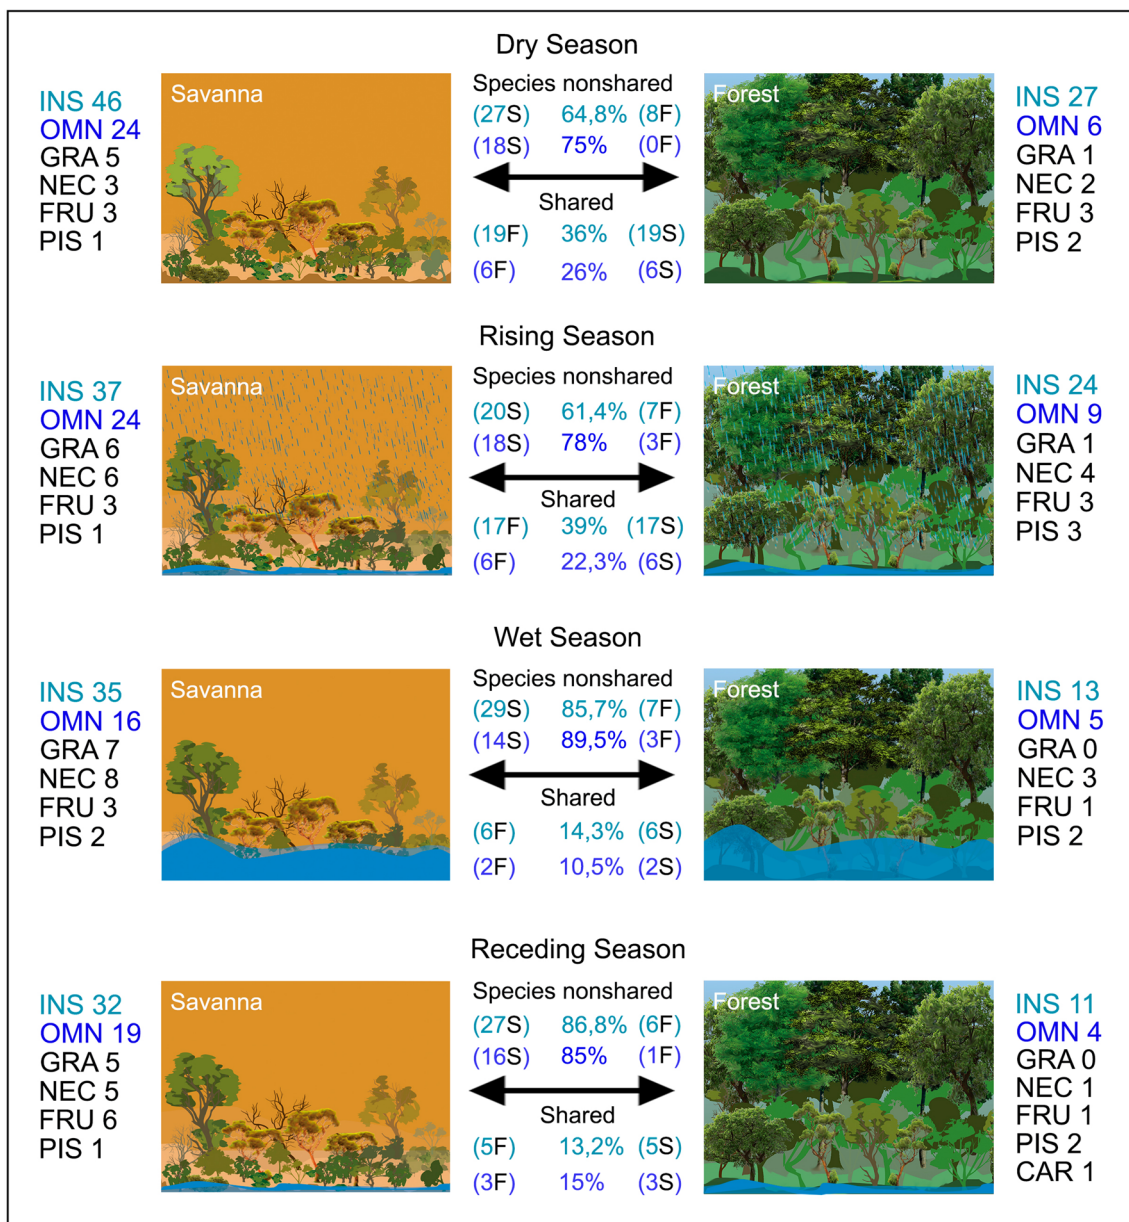 Dry Season
INS 46
OMN 24
GRA 5
NEC 3
FRU 3
PIS 1
Savanna
Species nonshared
(27S) 64,8% (8F)
(18S) 75% (0F)
Shared
(19F) 36% (19S)
(6F) 26% (6S)
Forest
INS 27
OMN 6
GRA 1
NEC 2
FRU 3
PIS 2
Rising Season
INS 37
OMN 24
GRA 6
NEC 6
FRU 3
PIS 1
Savanna
Species nonshared
(20S) 61,4% (7F)
(18S) 78% (3F)
Shared
(17F) 39% (17S)
(6F) 22,3% (6S)
Forest
INS 24
OMN 9
GRA 1
NEC 4
FRU 3
PIS 3
Wet Season
INS 35
OMN 16
GRA 7
NEC 8
FRU 3
PIS 2
Savanna
Species nonshared
(29S) 85,7% (7F)
(14S) 89,5% (3F)
Shared
(6F) 14,3% (6S)
(2F) 10,5% (2S)
Forest
INS 13
OMN 5
GRA 0
NEC 3
FRU 1
PIS 2
Receding Season
INS 32
OMN 19
GRA 5
NEC 5
FRU 6
PIS 1
Savanna
Species nonshared
(27S) 86,8% (6F)
(16S) 85% (1F)
Shared
(5F) 13,2% (5S)
(3F) 15% (3S)
Forest
INS 11
OMN 4
GRA 0
NEC 1
FRU 1
PIS 2
CAR 1